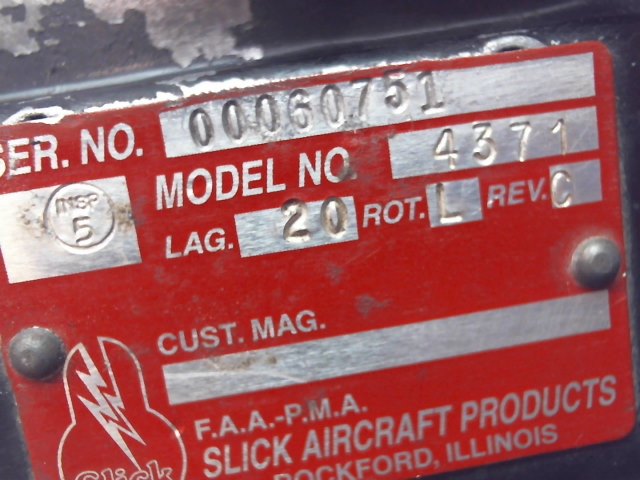 SER. NO. 00060751
MODEL NO. 4371
INSP
5
LAG. 20 ROT. L REV. C
CUST. MAG.
F.A.A.-P.M.A.
SLICK AIRCRAFT PRODUCTS
ROCKFORD, ILLINOIS
Slick